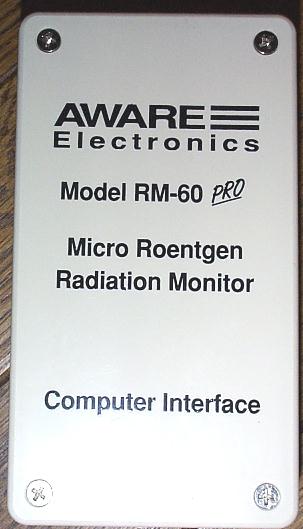 AWARE
Electronics
Model RM-60 PRO
Micro Roentgen
Radiation Monitor
Computer Interface